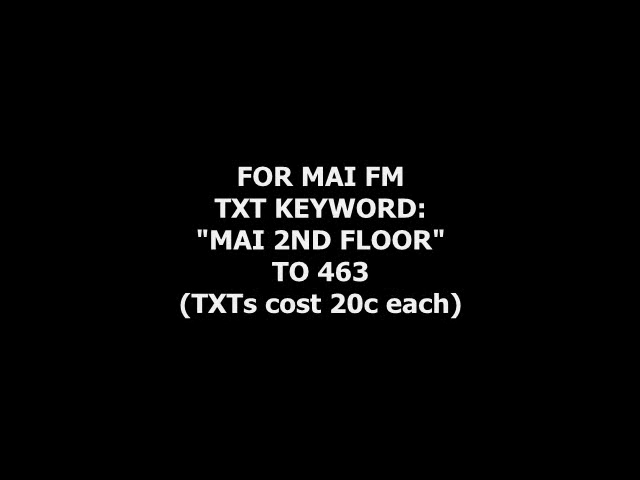 FOR MAI FM
TXT KEYWORD:
"MAI 2ND FLOOR"
TO 463
(TXTs cost 20c each)